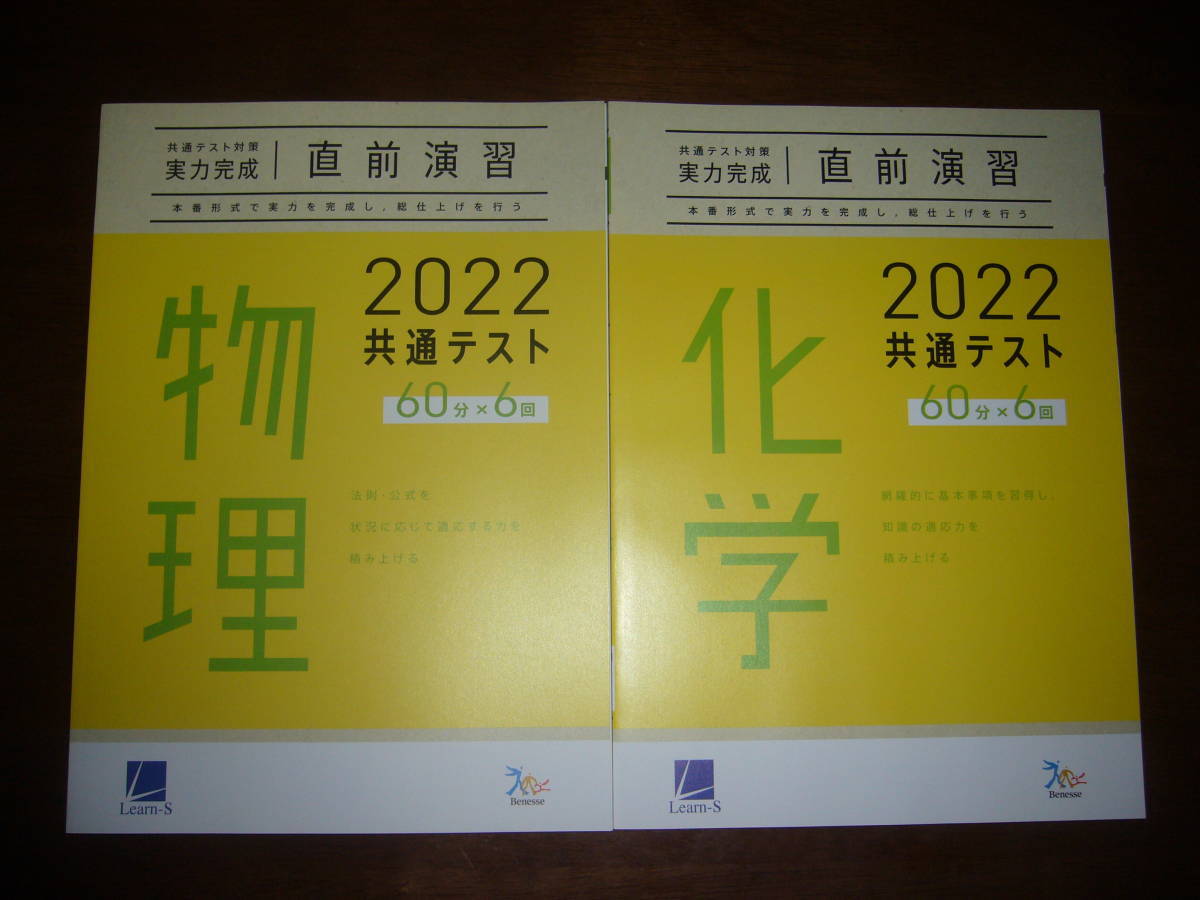 共通テスト対策
実力完成
直前演習
本番形式で実力を完成し,総仕上げを行う
物理
2022
共通テスト
60分×6回
法則・公式を
状況に応じて適応する力を
積み上げる
Learn-S
Benesse
共通テスト対策
実力完成
直前演習
本番形式で実力を完成し,総仕上げを行う
化学
2022
共通テスト
60分×6回
網羅的に基本事項を習得し,
知識の適応力を
積み上げる
Learn-S
Benesse